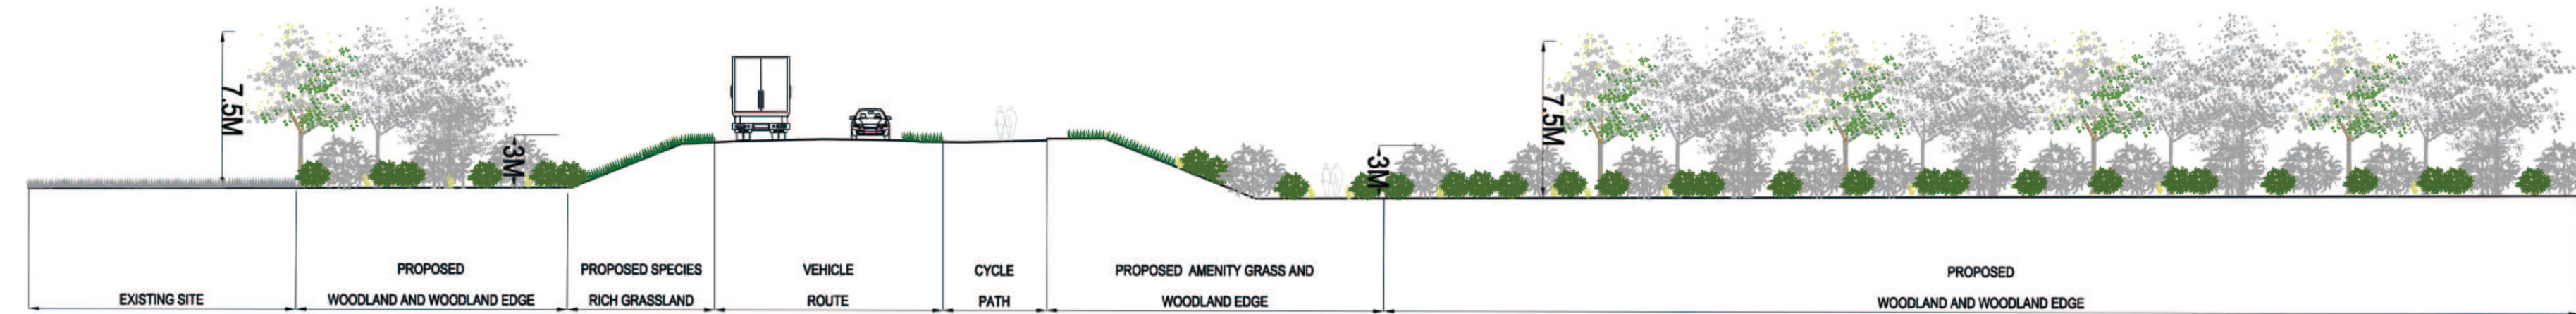 7.5M
3M
3M
7.5M
EXISTING SITE
PROPOSED
WOODLAND AND WOODLAND EDGE
PROPOSED SPECIES
RICH GRASSLAND
VEHICLE
ROUTE
CYCLE
PATH
PROPOSED AMENITY GRASS AND
WOODLAND EDGE
PROPOSED
WOODLAND AND WOODLAND EDGE